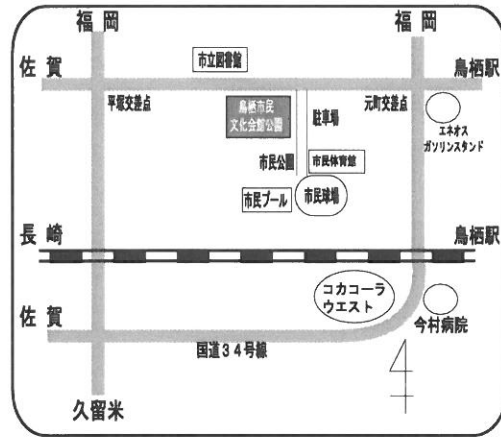 福 岡
福 岡
佐 賀
市立図書館
鳥栖駅
平塚交差点
鳥栖市民
文化会館公園
駐車場
元町交差点
エネオス
ガソリンスタンド
市民公園
市民体育館
市民プール
市民球場
長 崎
鳥栖駅
コカコーラ
ウエスト
佐 賀
今村病院
国道34号線
久留米